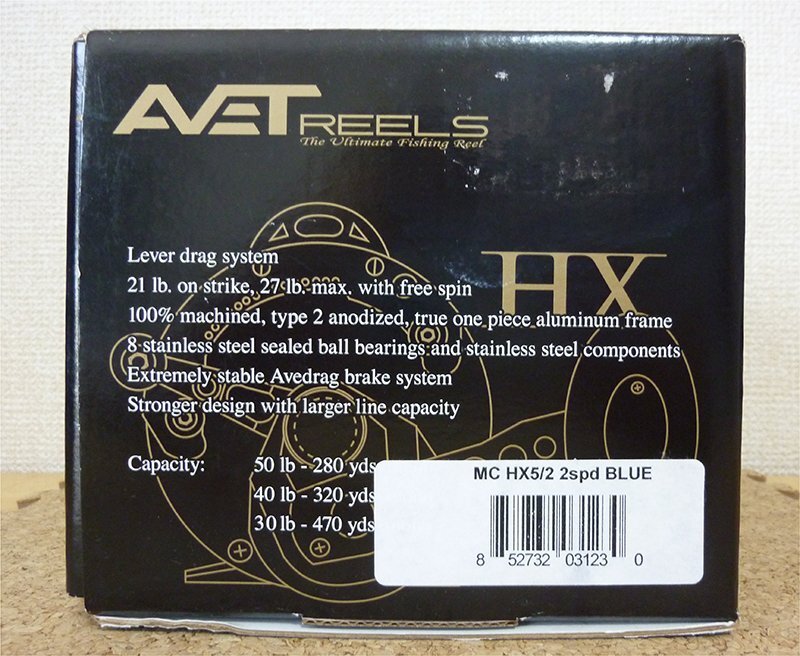 AVET REELS
The Ultimate Fishing Reel
HX
Lever drag system
21 lb. on strike, 27 lb. max. with free spin
100% machined, type 2 anodized, true one piece aluminum frame
8 stainless steel sealed ball bearings and stainless steel components
Extremely stable Avedrag brake system
Stronger design with larger line capacity
Capacity: 50 lb - 280 yds
40 lb - 320 yds
30 lb - 470 yds
MC HX5/2 2spd BLUE
8 52732 03123 0